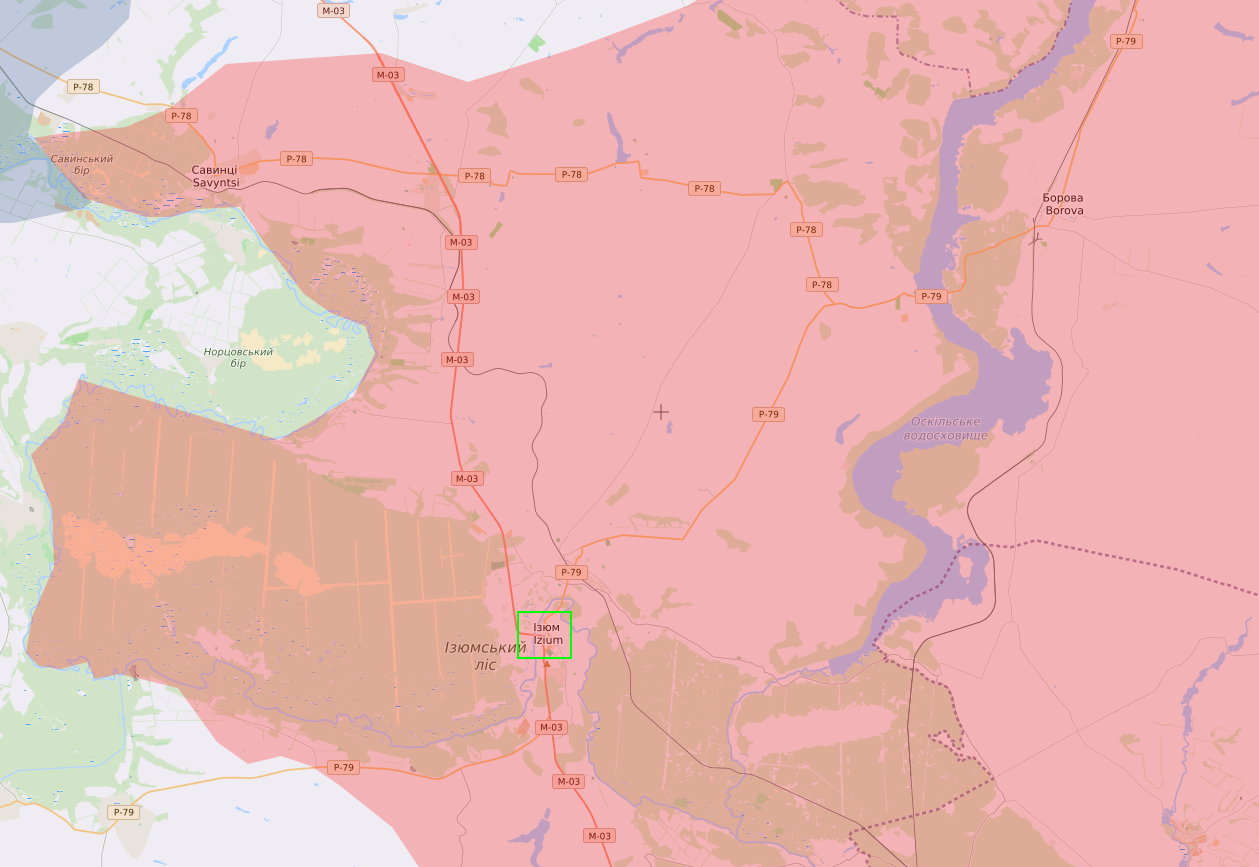 M-03
P-79
M-03
P-78
P-78
Савинський
бір
P-78
Савинці
Savyntsi
P-78
P-78
P-78
Борова
Borova
P-78
M-03
P-78
M-03
P-79
Норцовський
бір
M-03
P-79
Оскільське
водосховище
M-03
P-79
Ізюм
Izium
Ізюмський
ліс
M-03
P-79
M-03
P-79
M-03